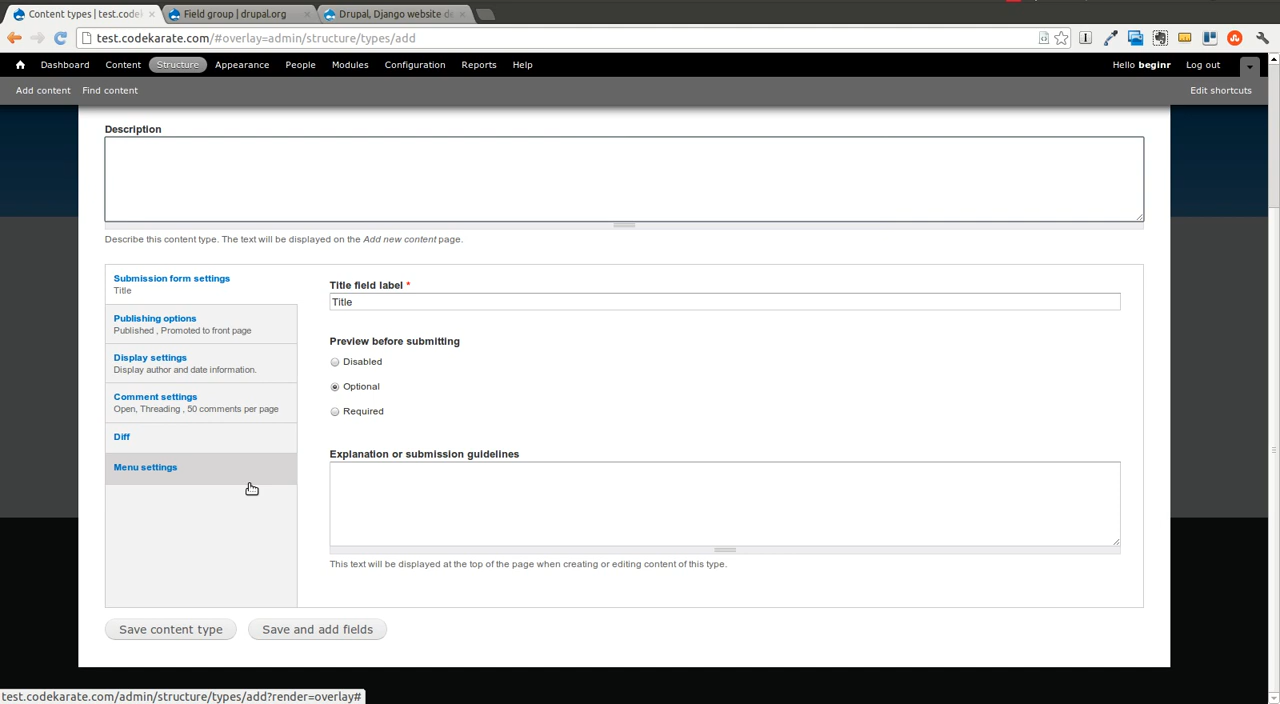 Content types | test.code
Field group | drupal.org
Drupal, Django website de
test.codekarate.com/#overlay=admin/structure/types/add
Dashboard Content Structure Appearance People Modules Configuration Reports Help Hello beginr Log out
Add content Find content Edit shortcuts
Description
Describe this content type. The text will be displayed on the Add new content page.
Submission form settings
Title
Publishing options
Published , Promoted to front page
Display settings
Display author and date information.
Comment settings
Open, Threading , 50 comments per page
Diff
Menu settings
Title field label *
Title
Preview before submitting
Disabled
Optional
Required
Explanation or submission guidelines
This text will be displayed at the top of the page when creating or editing content of this type.
Save content type Save and add fields
test.codekarate.com/admin/structure/types/add?render=overlay#